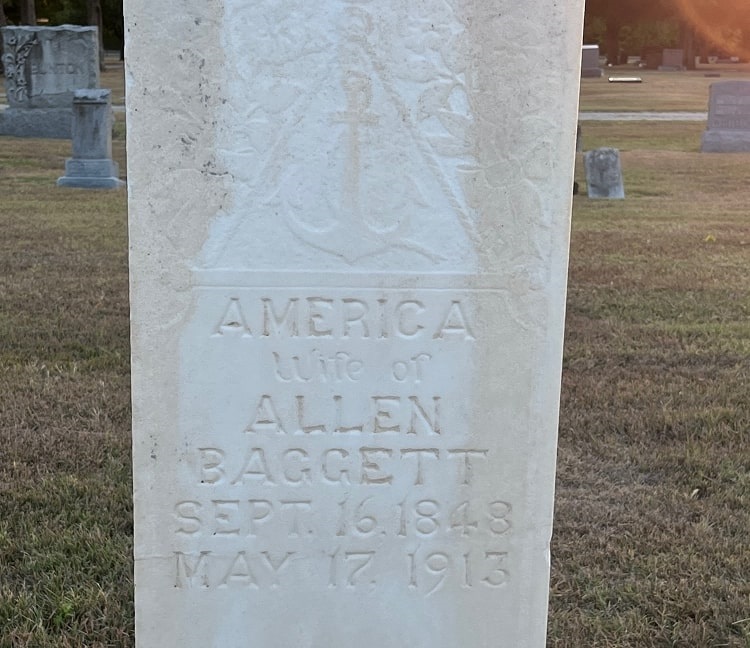 AMERICA
Wife of
ALLEN
BAGGETT
SEPT. 16, 1848
MAY 17, 1913